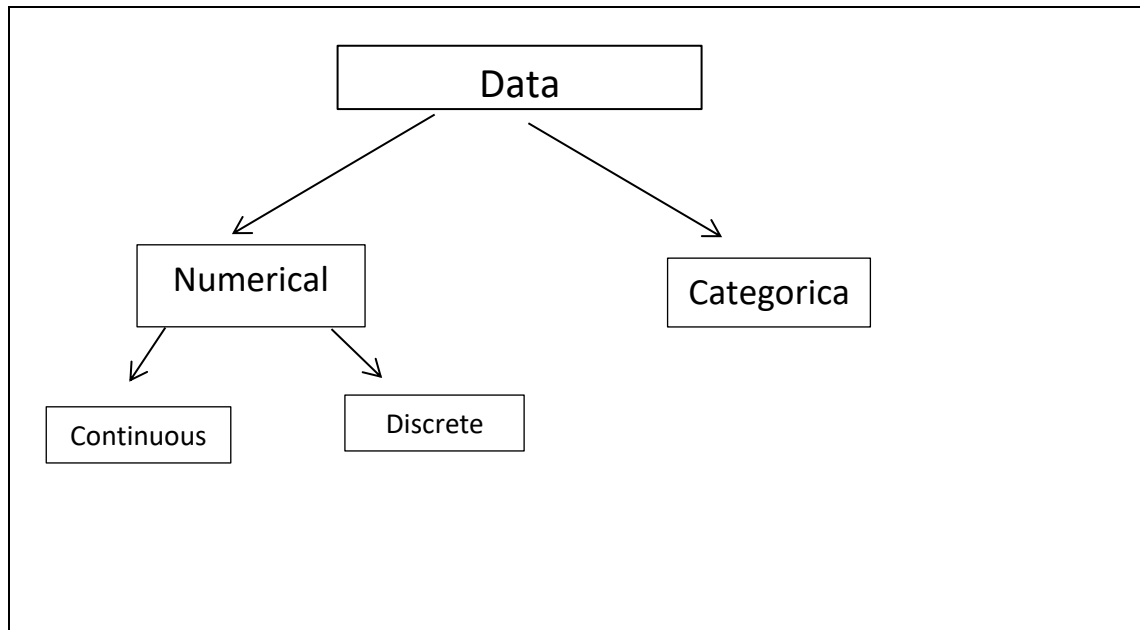 Data
Numerical
Categorica
Continuous
Discrete